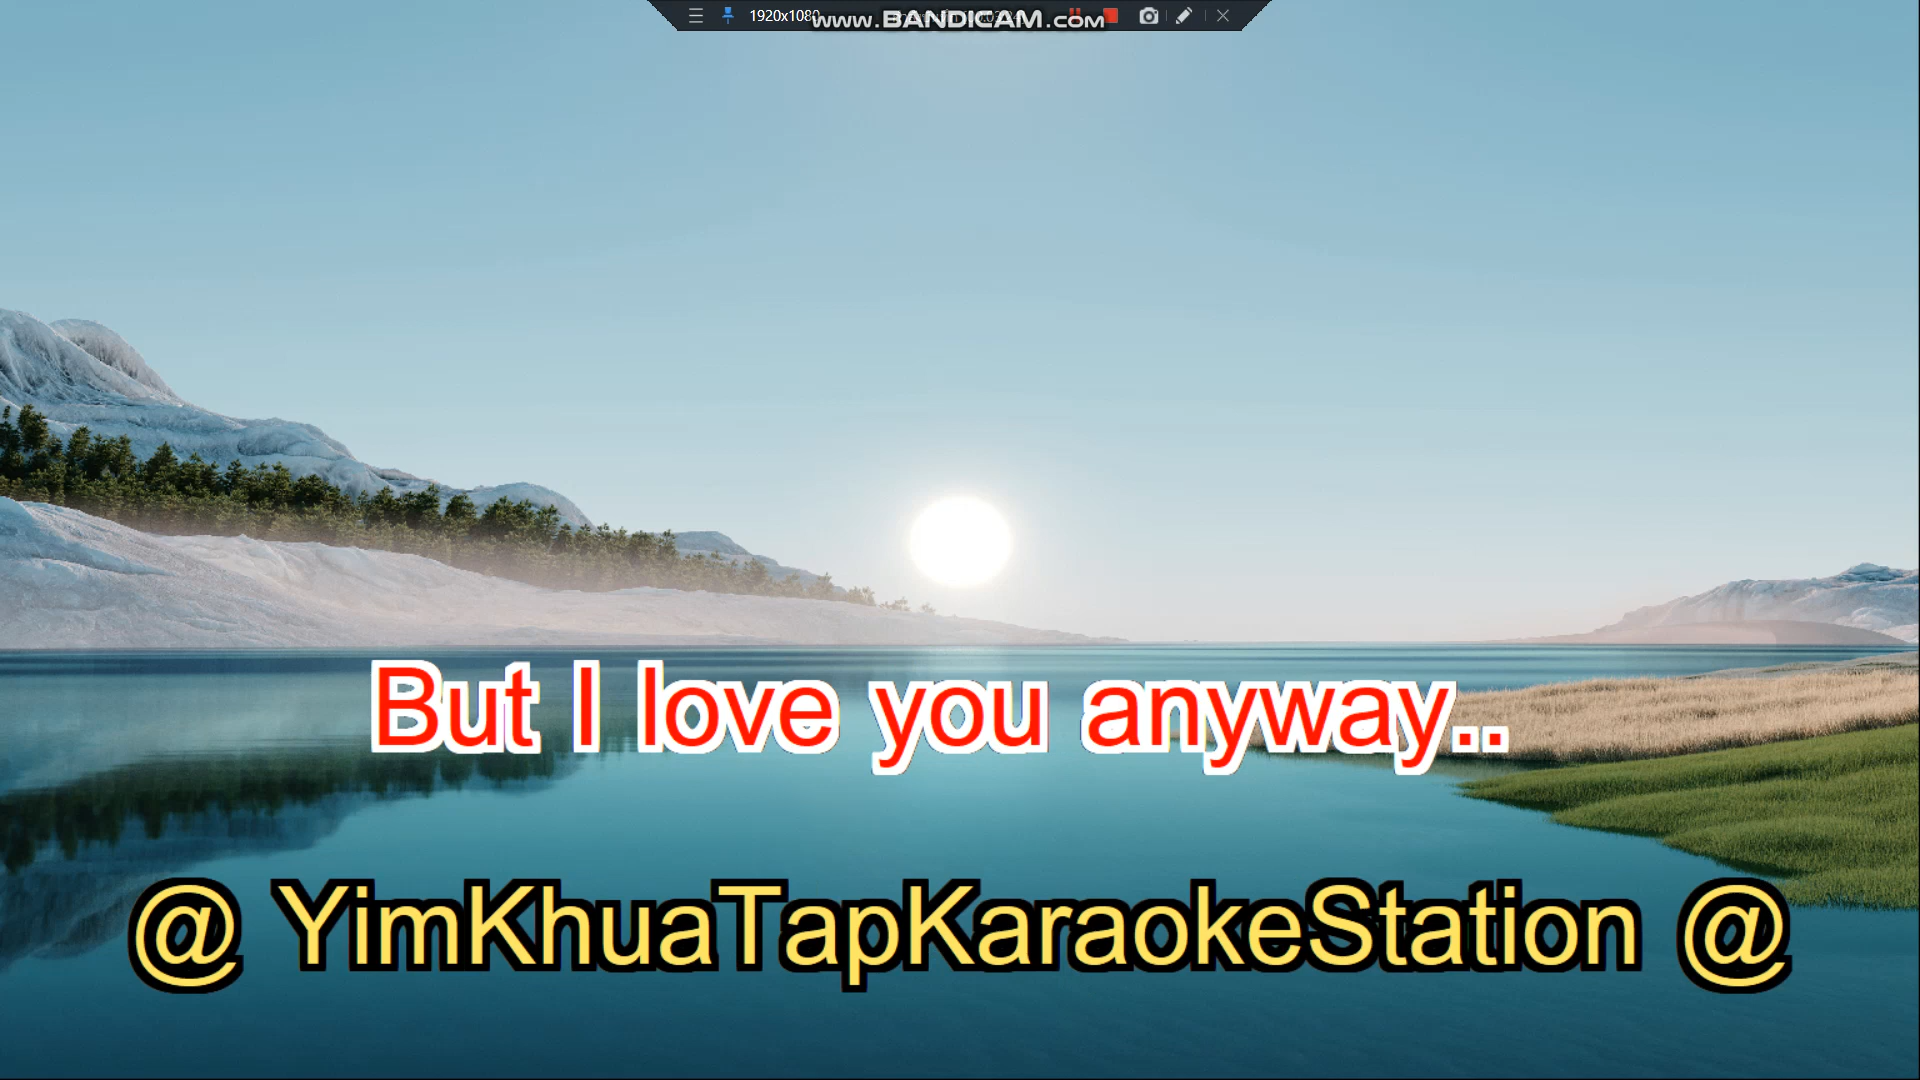 1920x1080
www.BANDICAM.com
But I love you anyway..
@ YimKhuaTapKaraokeStation @